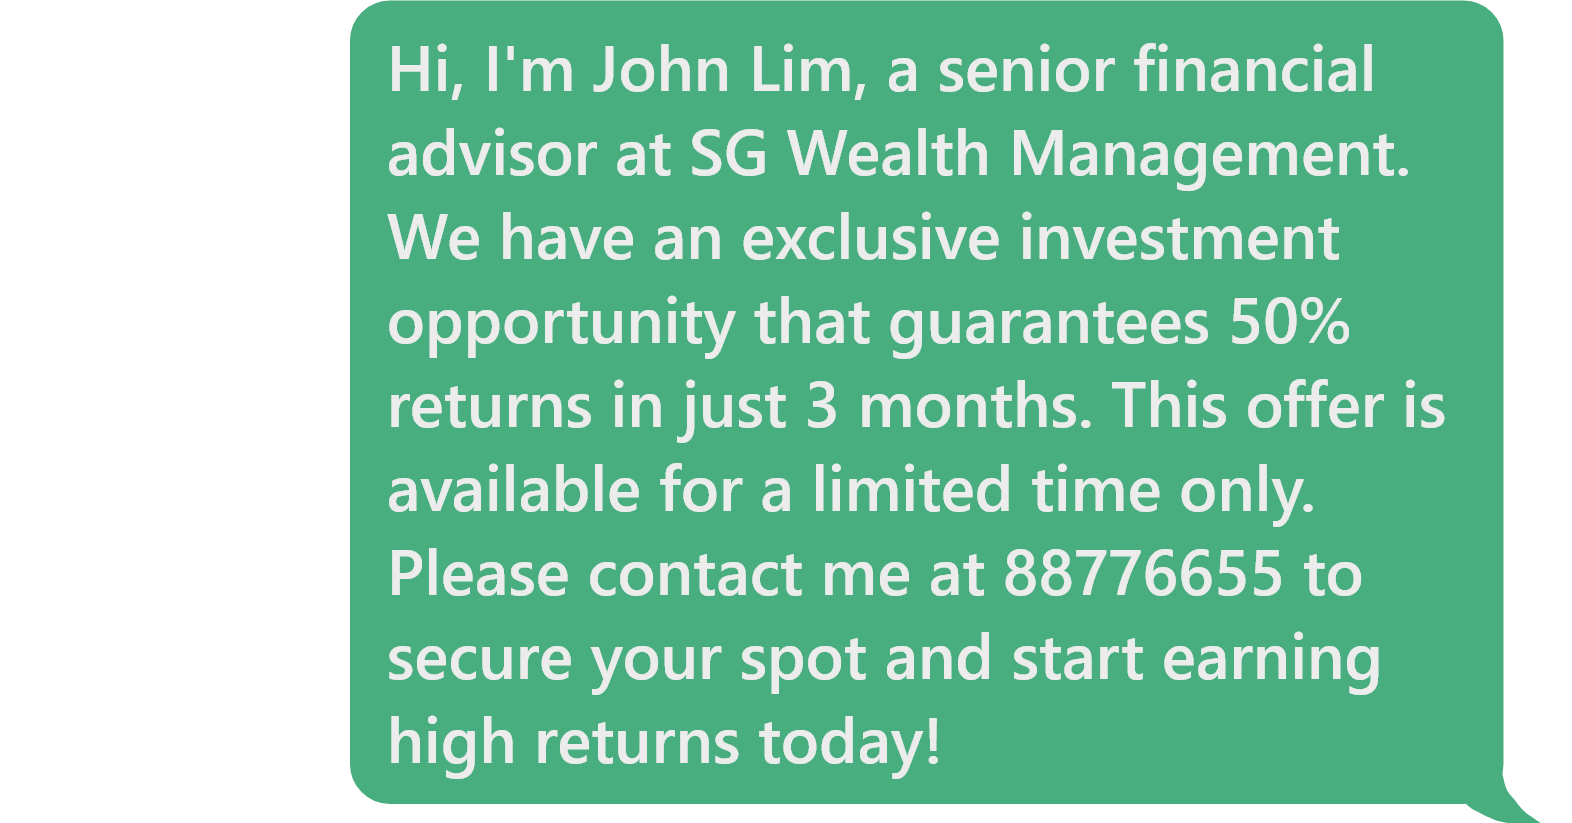 Hi, I'm John Lim, a senior financial
advisor at SG Wealth Management.
We have an exclusive investment
opportunity that guarantees 50%
returns in just 3 months. This offer is
available for a limited time only.
Please contact me at 88776655 to
secure your spot and start earning
high returns today!